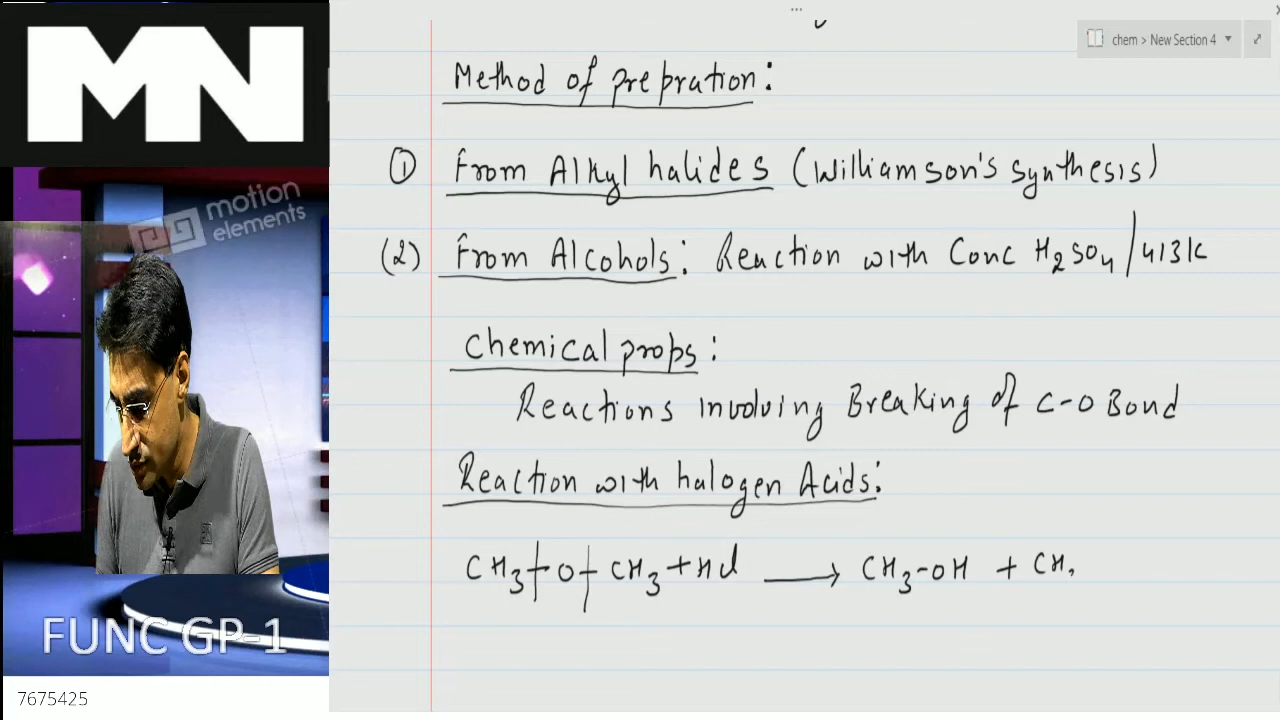 MN
chem > New Section 4
Method of prepration:
① From Alkyl halides (Williamson's synthesis)
(2) From Alcohols: Reaction with Conc H₂SO₄/413K
motion
elements
Chemical props:
Reactions involving Breaking of C-O Bond
Reaction with halogen Acids:
CH₃-O-CH₃+HCl → CH₃-OH + CH
FUNC GP-1
7675425